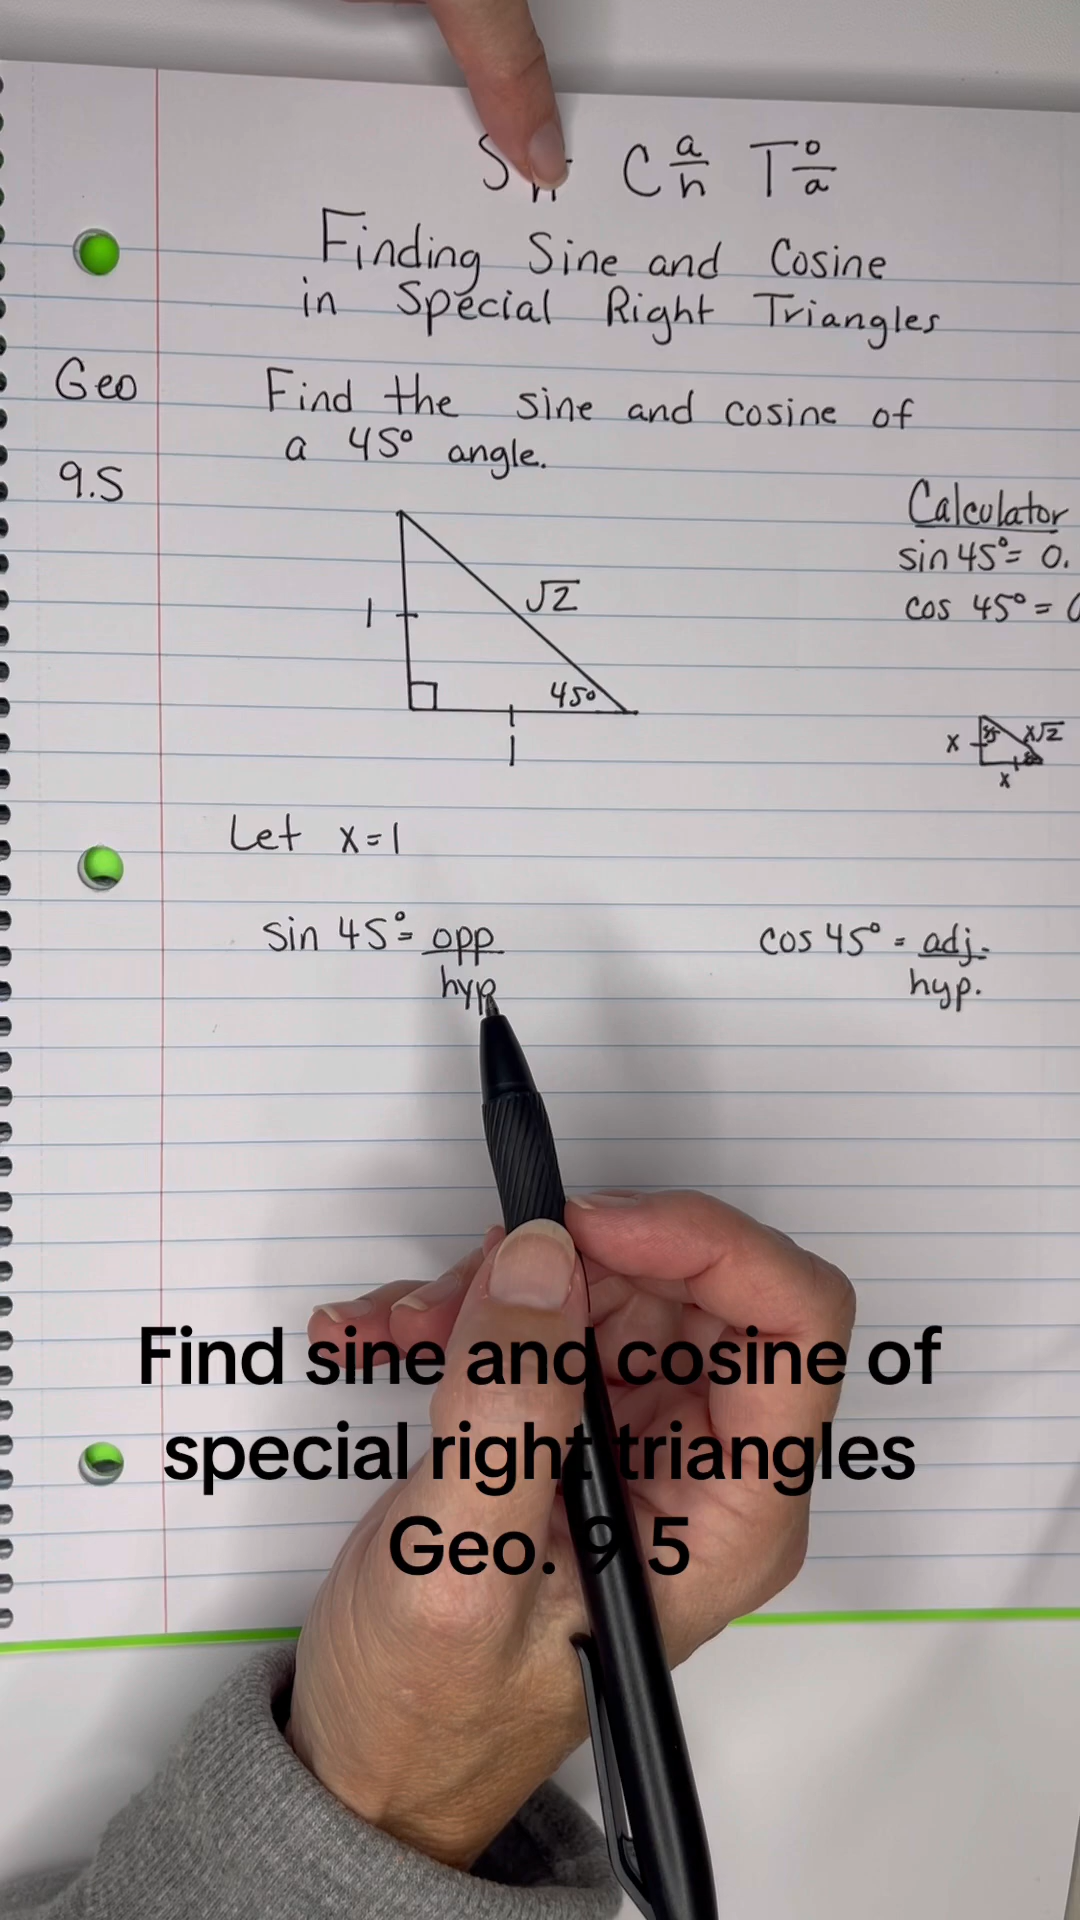 S C a/h T o/a
Finding Sine and Cosine
in Special Right Triangles
Geo
9.5
Find the sine and cosine of
a 45° angle.
Calculator
sin 45° = 0.
cos 45° = 0
1
√2
45°
1
x
x√2
x
Let x = 1
sin 45° = opp/hyp
cos 45° = adj./hyp.
Find sine and cosine of
special right triangles
Geo. 9 5